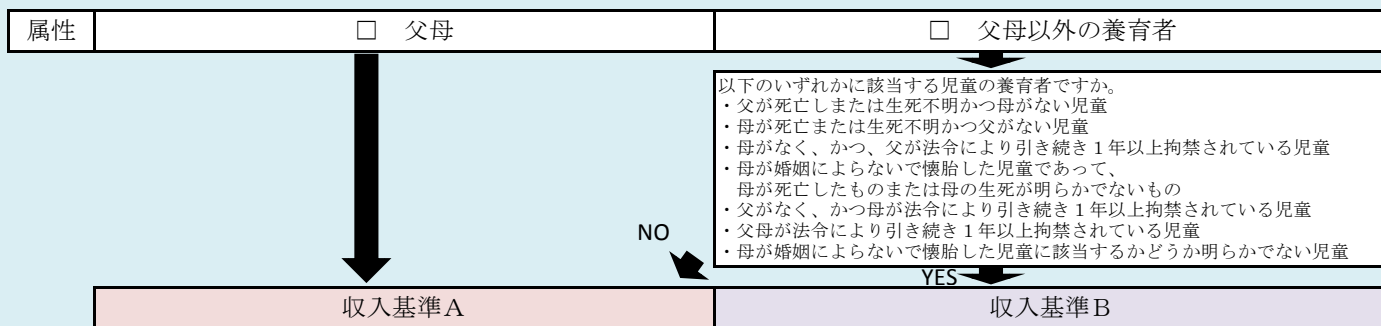 属性
□ 父母
□ 父母以外の養育者
以下のいずれかに該当する児童の養育者ですか。
・父が死亡しまたは生死不明かつ母がない児童
・母が死亡または生死不明かつ父がない児童
・母がなく、かつ、父が法令により引き続き１年以上拘禁されている児童
・母が婚姻によらないで懐胎した児童であって、
母が死亡したものまたは母の生死が明らかでないもの
・父がなく、かつ母が法令により引き続き１年以上拘禁されている児童
・父母が法令により引き続き１年以上拘禁されている児童
・母が婚姻によらないで懐胎した児童に該当するかどうか明らかでない児童
NO
YES
収入基準Ａ
収入基準Ｂ